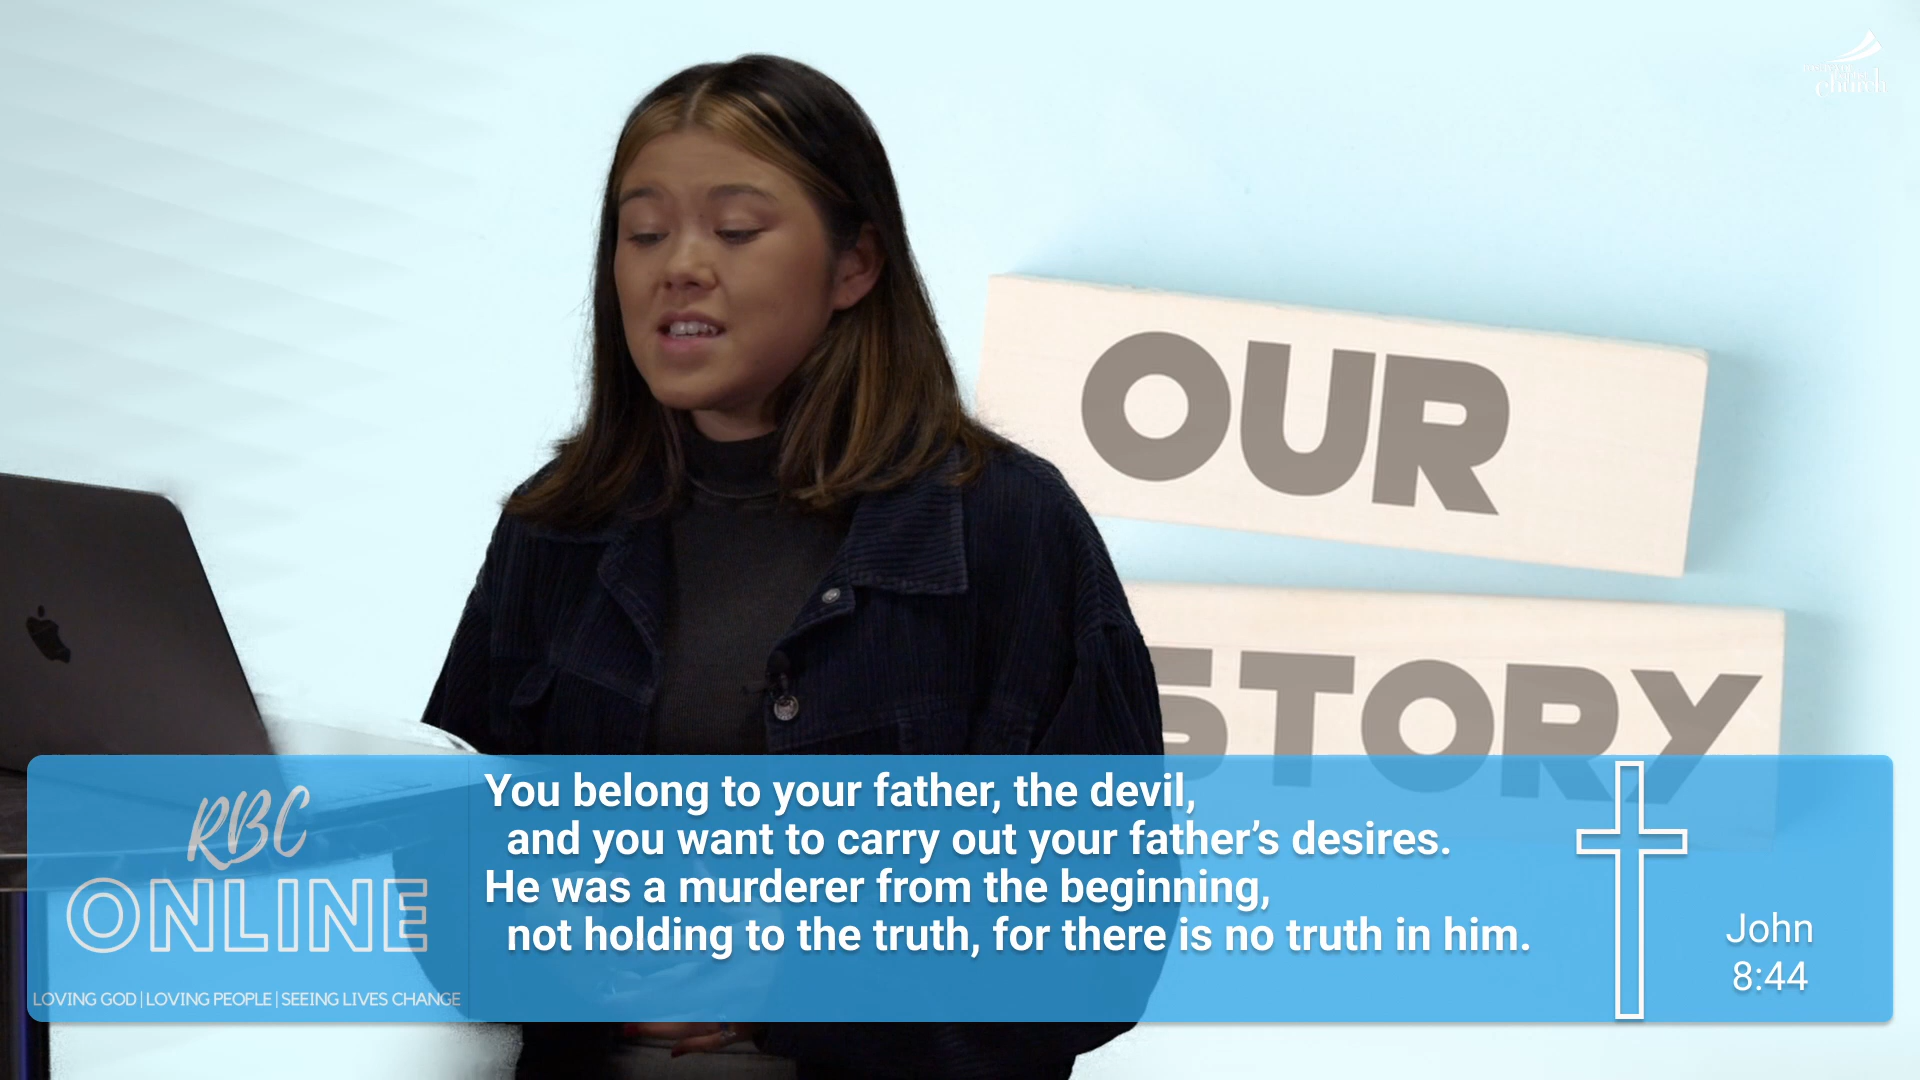 church
OUR
STORY
You belong to your father, the devil,
and you want to carry out your father’s desires.
He was a murderer from the beginning,
not holding to the truth, for there is no truth in him.
RBC
ONLINE
LOVING GOD | LOVING PEOPLE | SEEING LIVES CHANGE
John
8:44